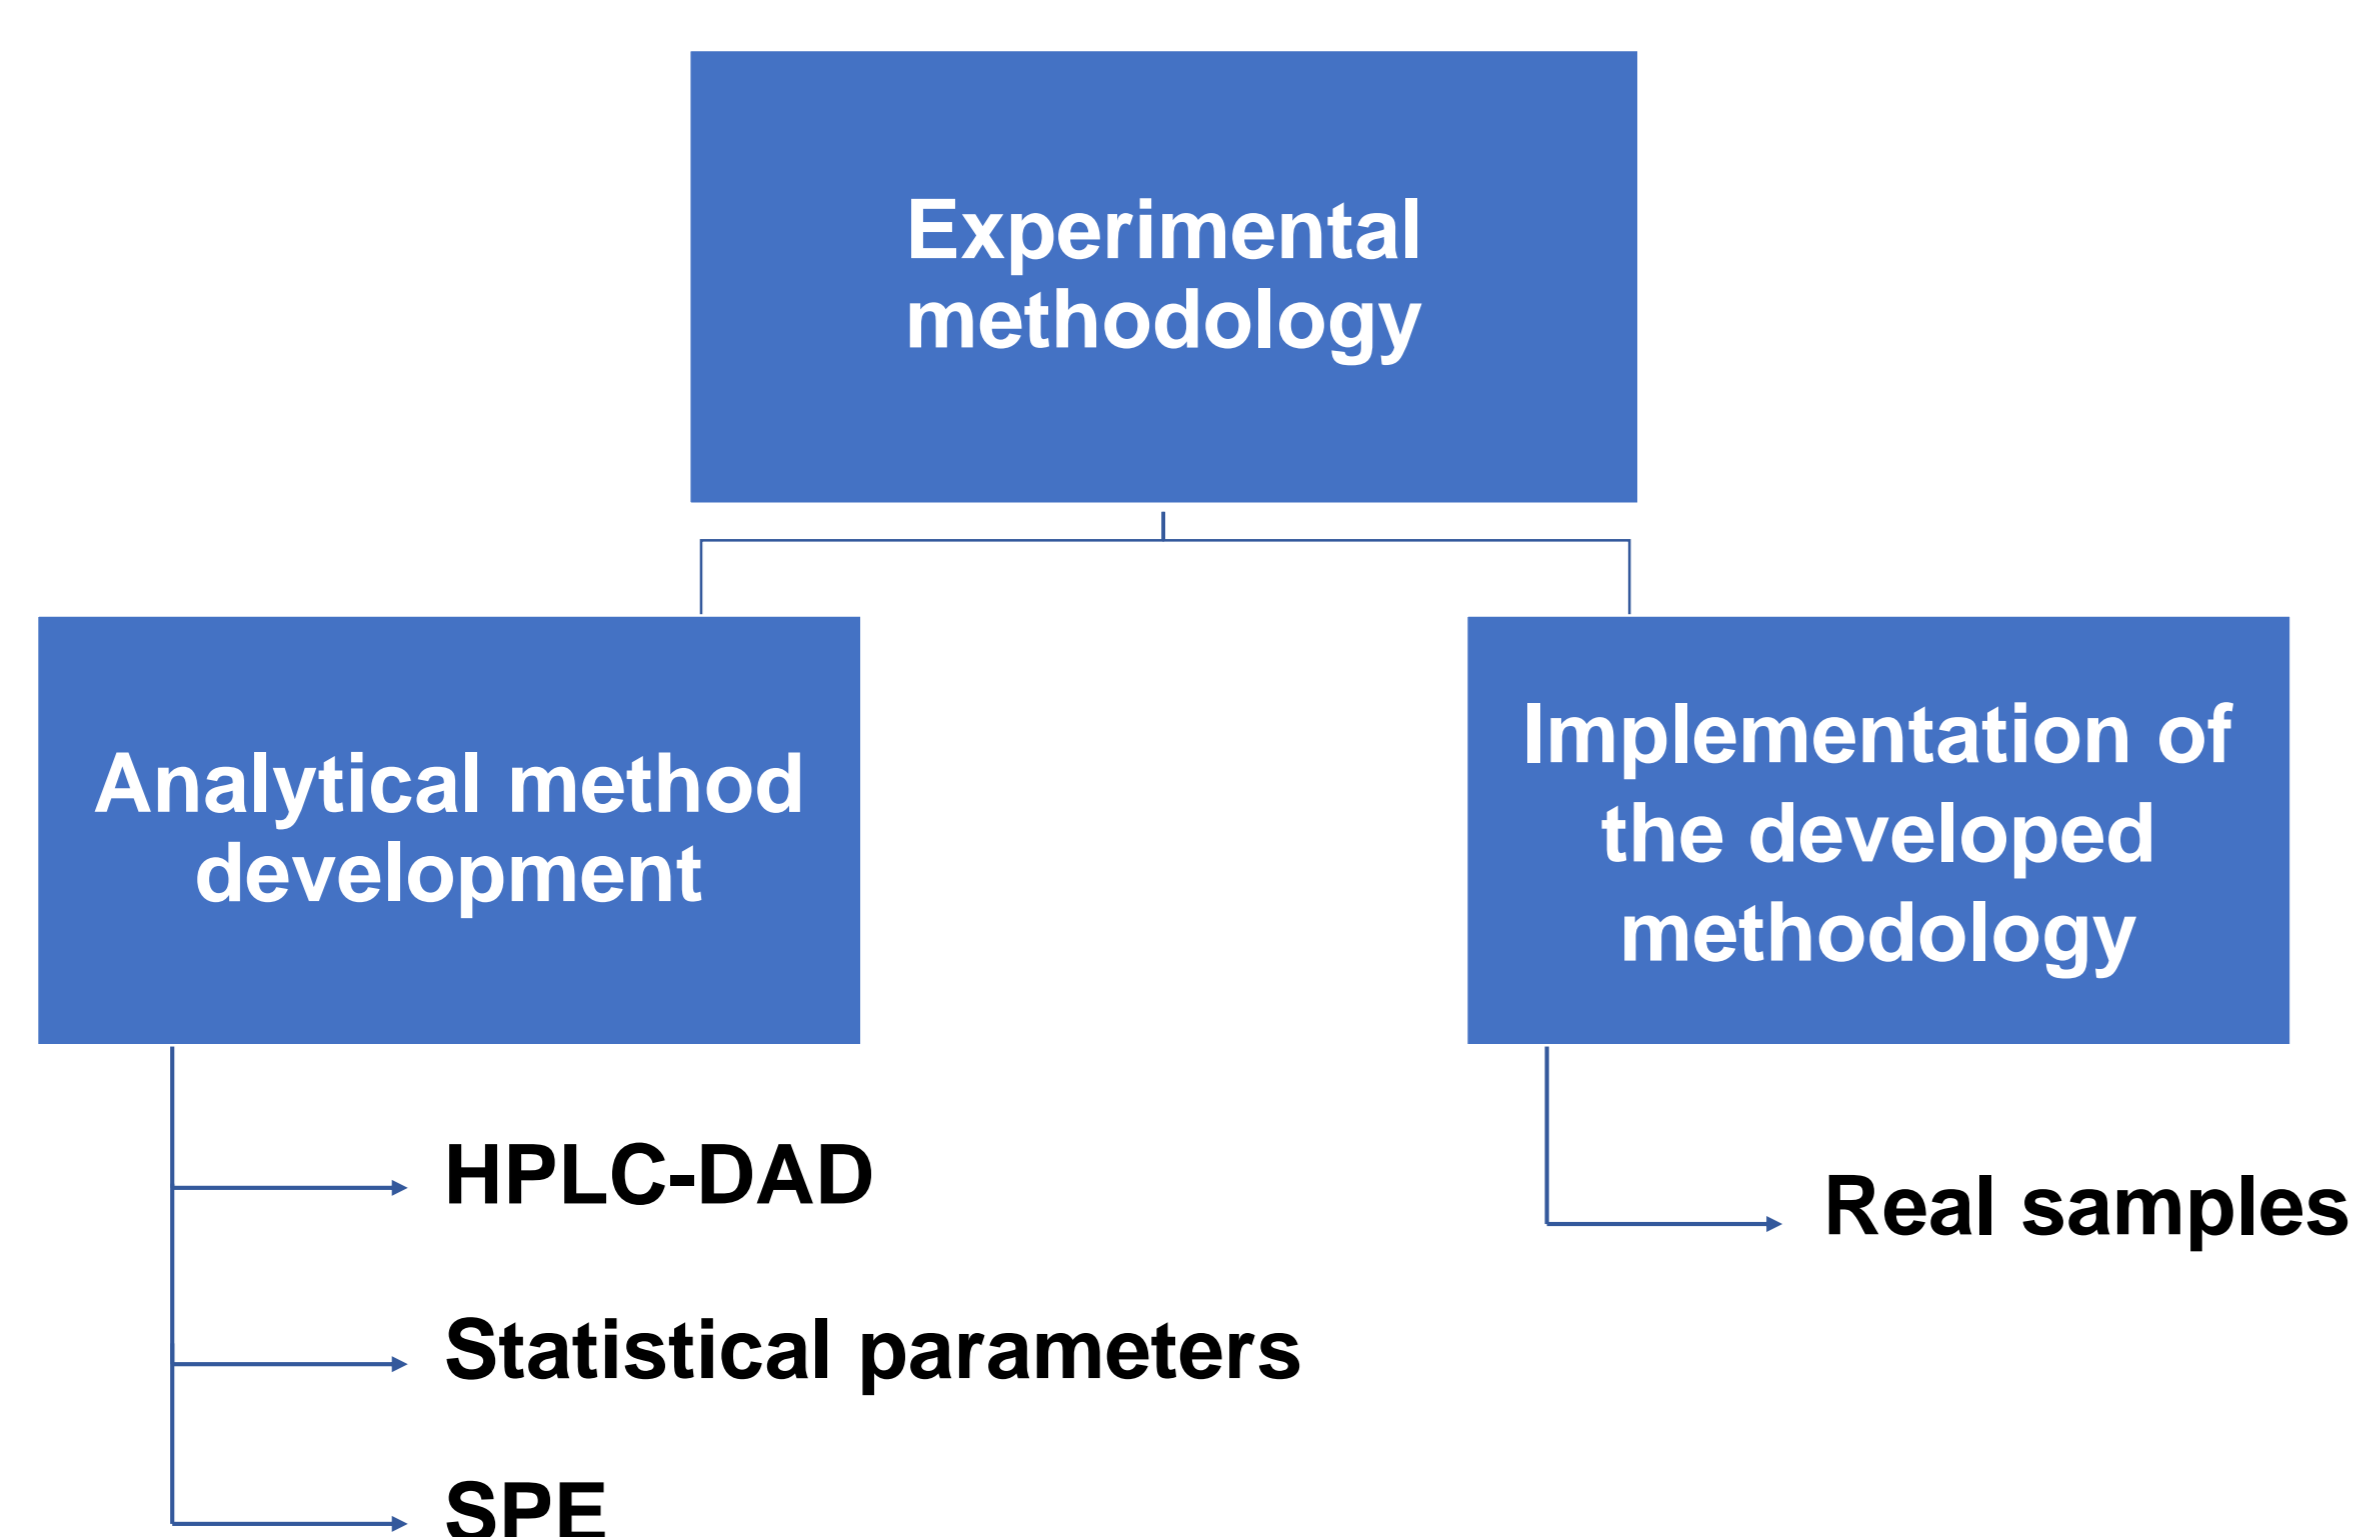 Experimental
methodology
Analytical method
development
Implementation of
the developed
methodology
HPLC-DAD
Statistical parameters
SPE
Real samples